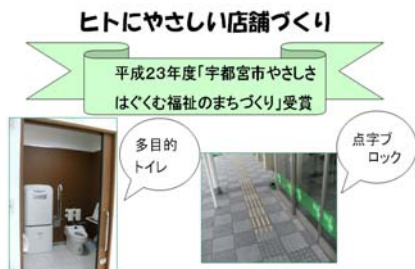 ヒトにやさしい店舗づくり
平成23年度「宇都宮市やさしさ
はぐくむ福祉のまちづくり」受賞
多目的
トイレ
点字ブ
ロック